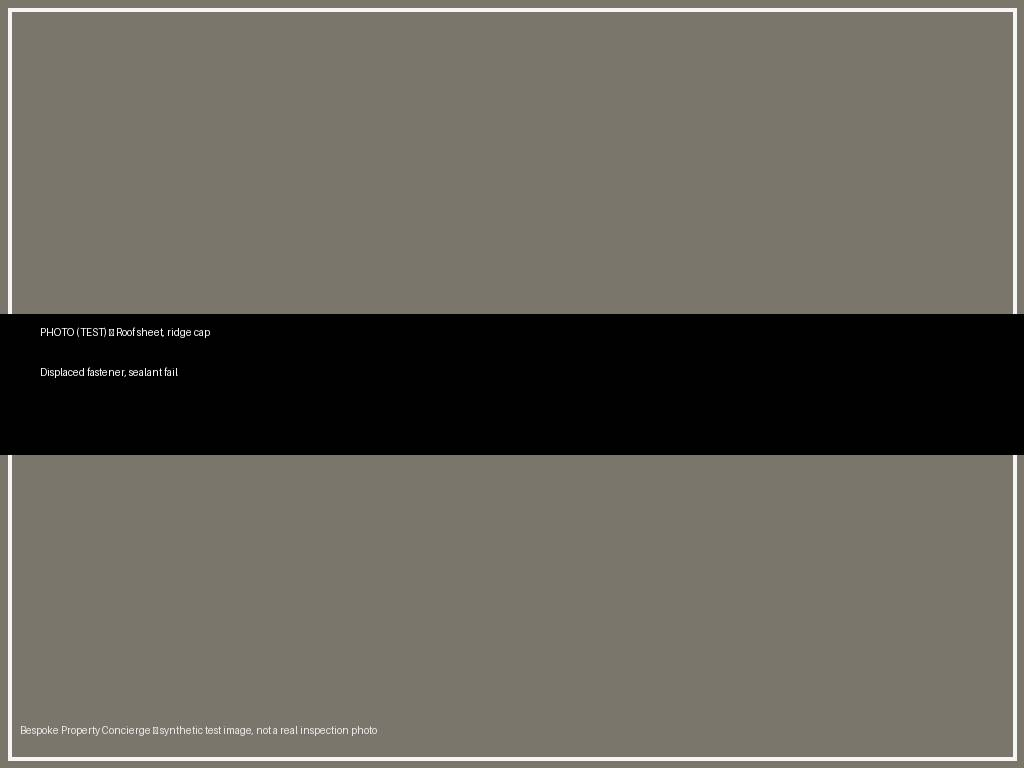 PHOTO (TEST) □ Roof sheet, ridge cap
Displaced fastener, sealant fail
Bespoke Property Concierge □ synthetic test image, not a real inspection photo